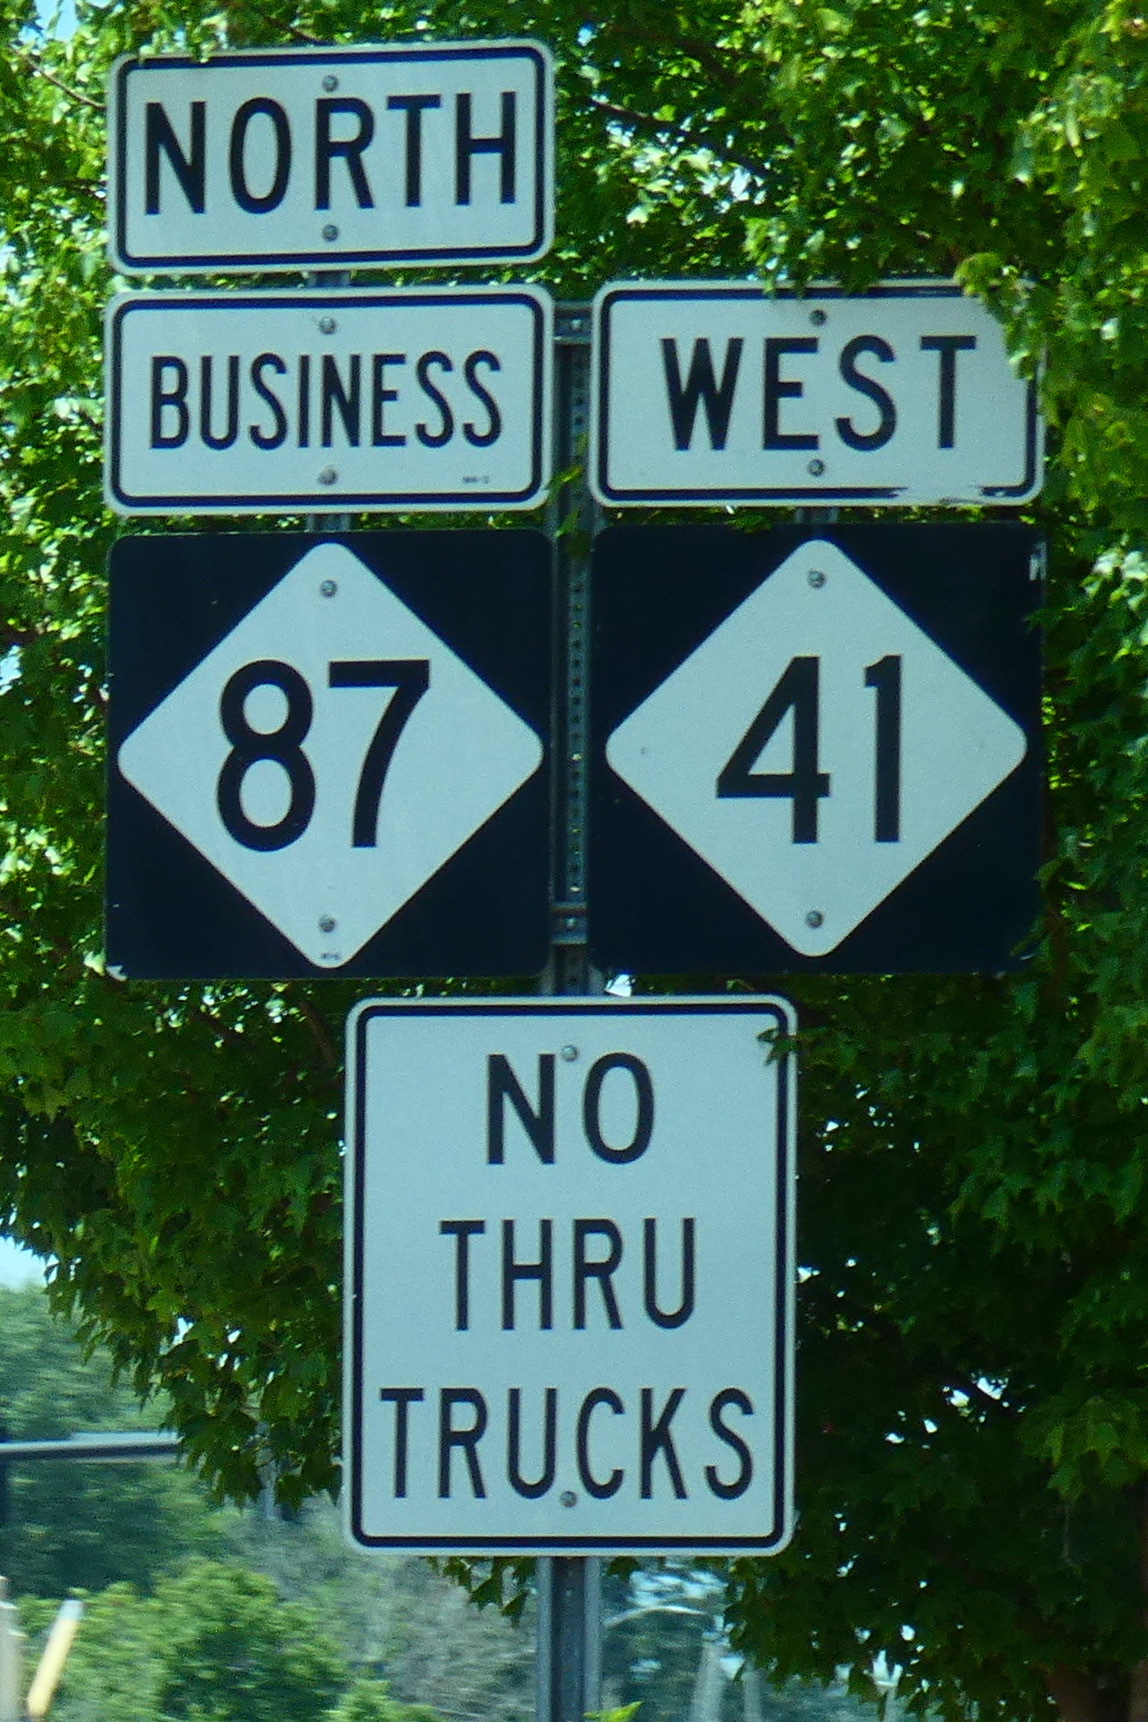 NORTH
BUSINESS
87
WEST
41
NO
THRU
TRUCKS